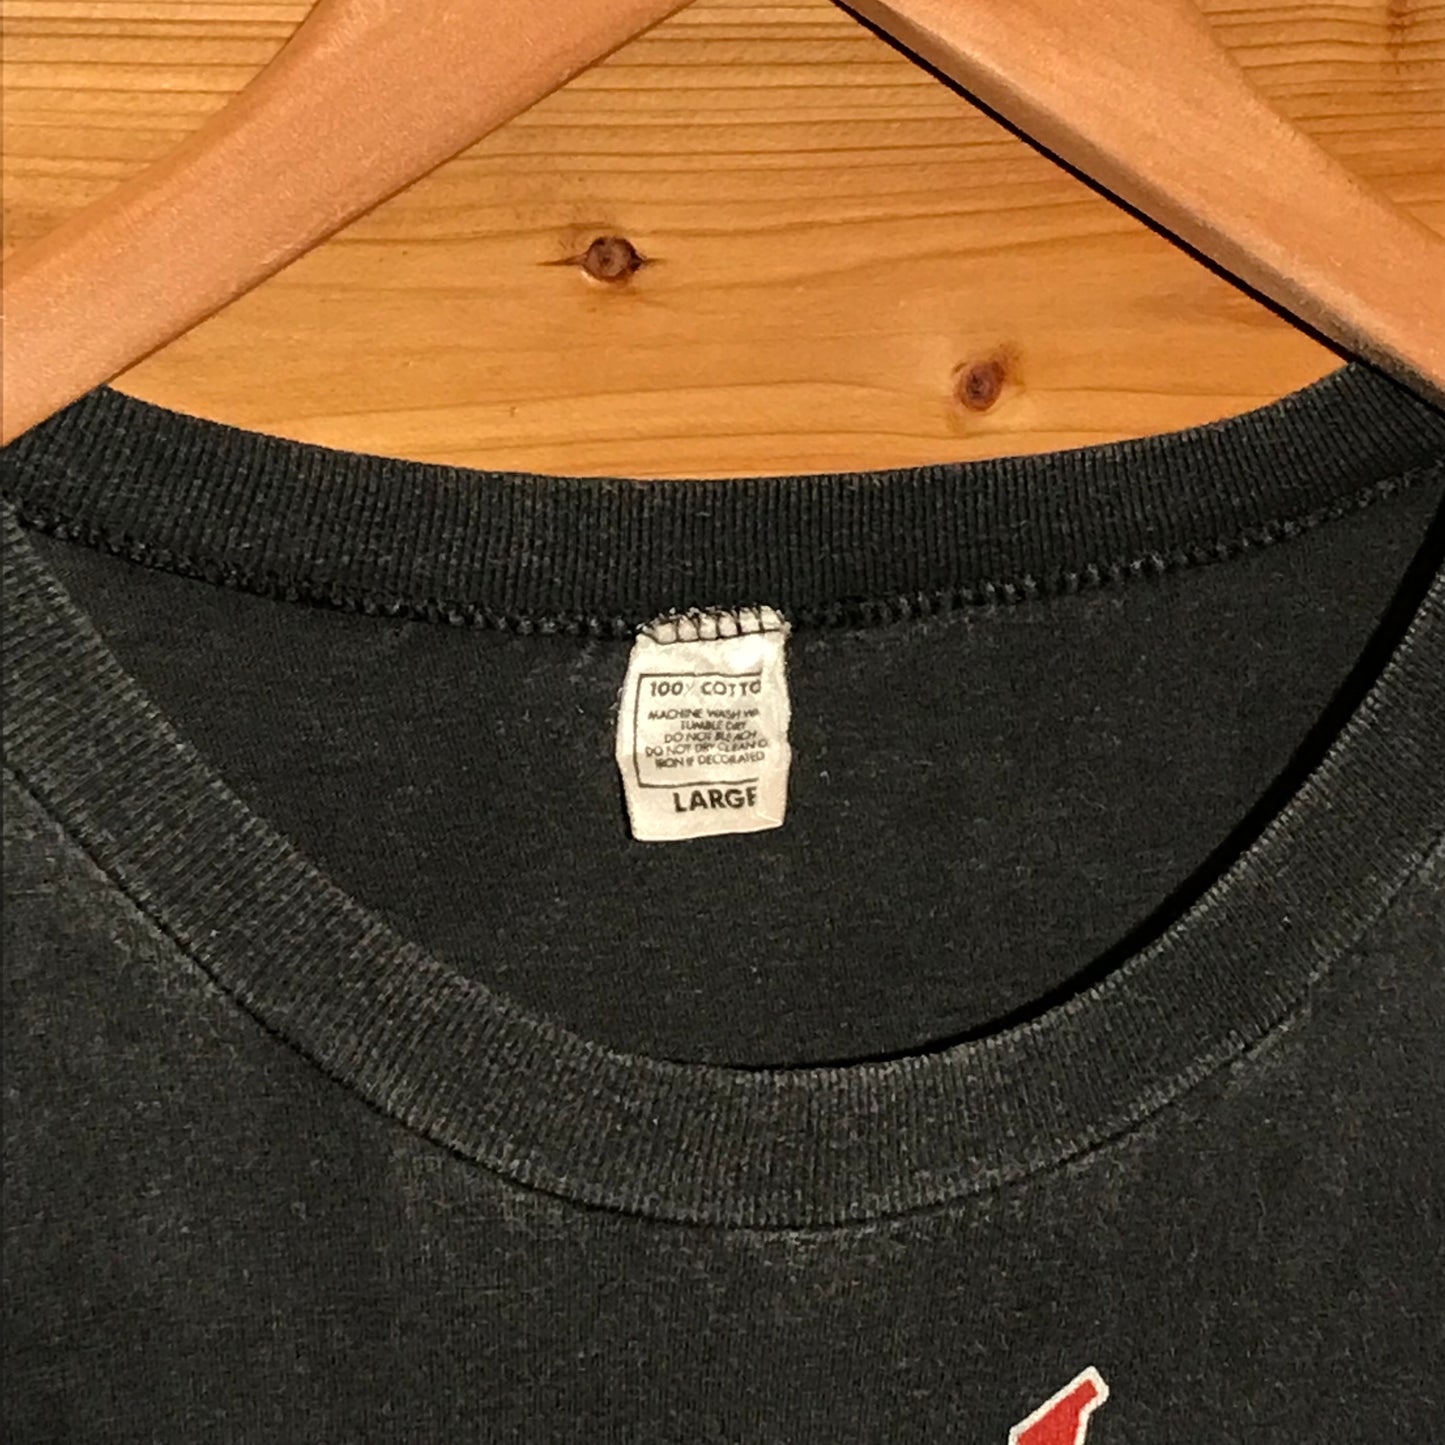 100% COTTO
MACHINE WASH WA
TUMBLE DRY
DO NOT BLEACH
DO NOT DRY CLEAN O
IRON IF DECORATED
LARGE